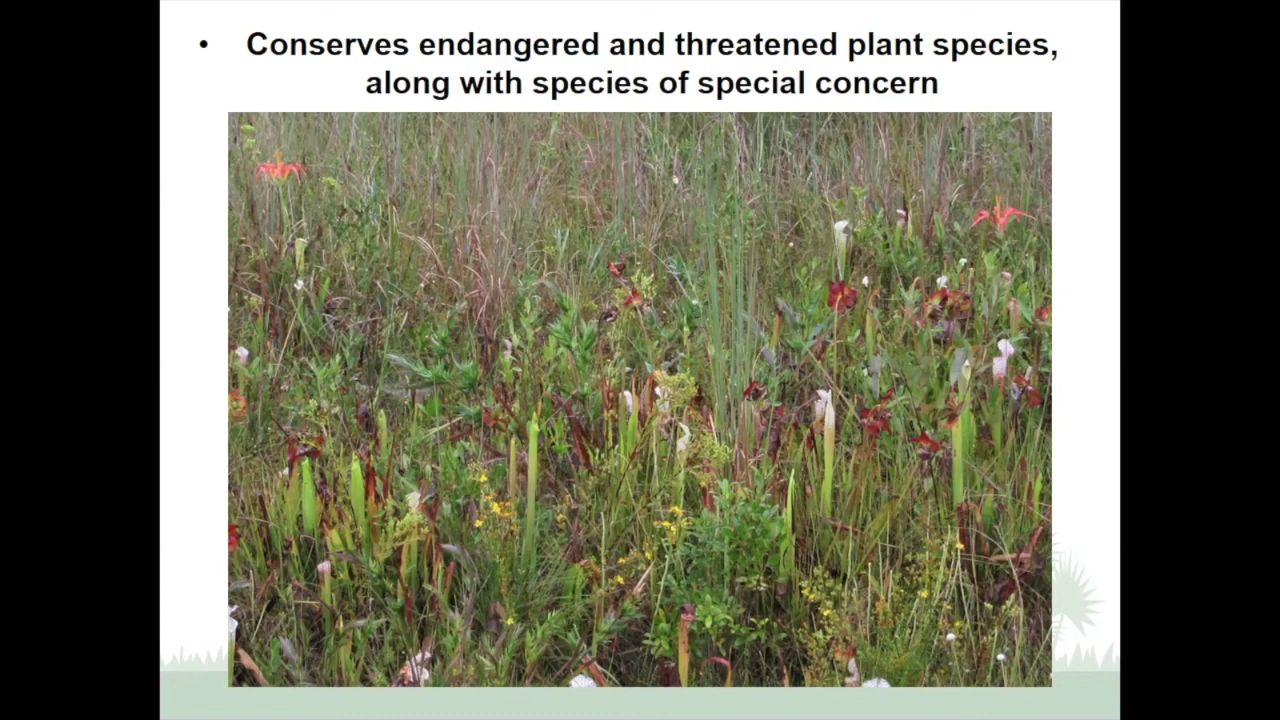 • Conserves endangered and threatened plant species,
along with species of special concern